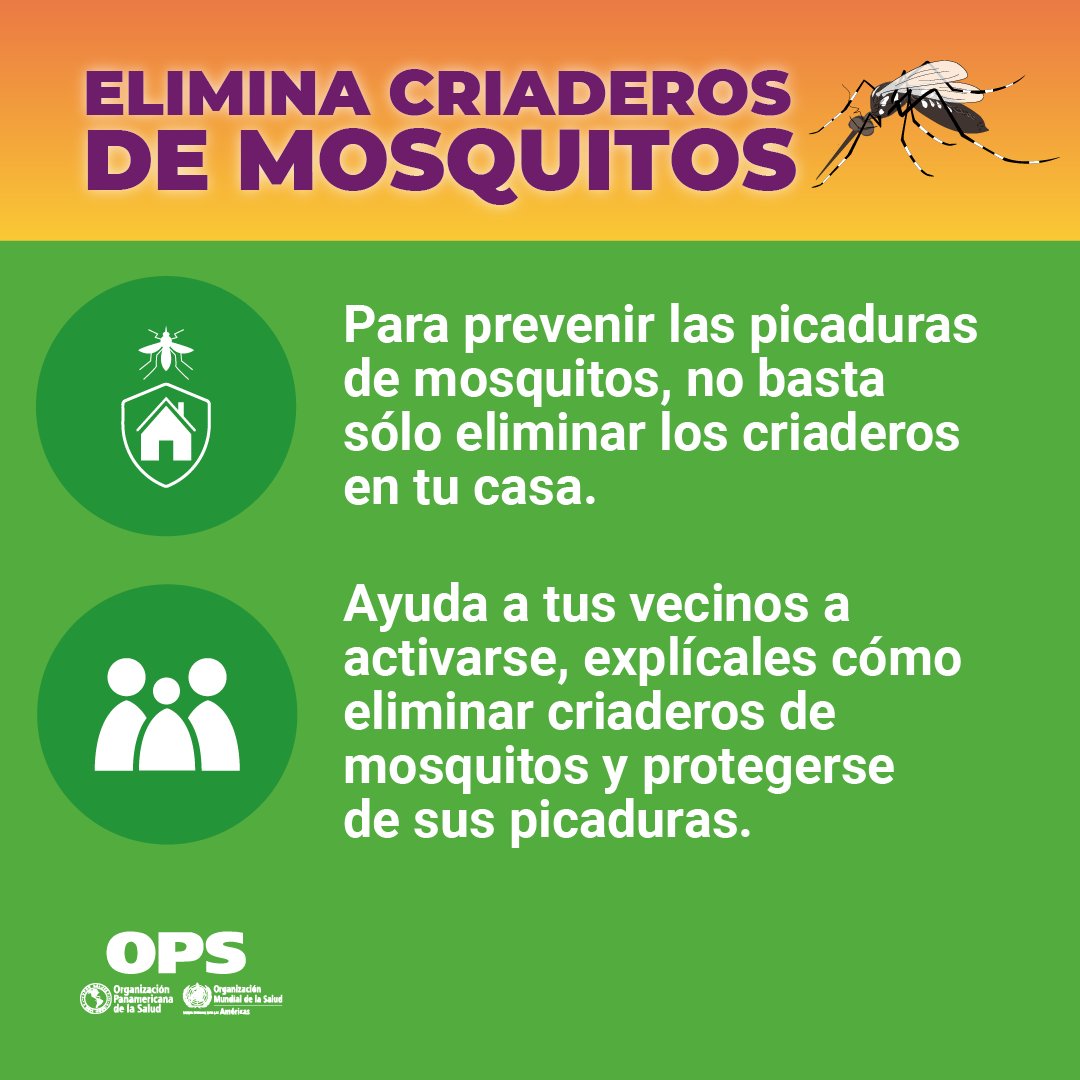 ELIMINA CRIADEROS
DE MOSQUITOS
Para prevenir las picaduras
de mosquitos, no basta
sólo eliminar los criaderos
en tu casa.
Ayuda a tus vecinos a
activarse, explícales cómo
eliminar criaderos de
mosquitos y protegerse
de sus picaduras.
OPS
Organización
Panamericana
de la Salud
Organización
Mundial de la Salud
Américas